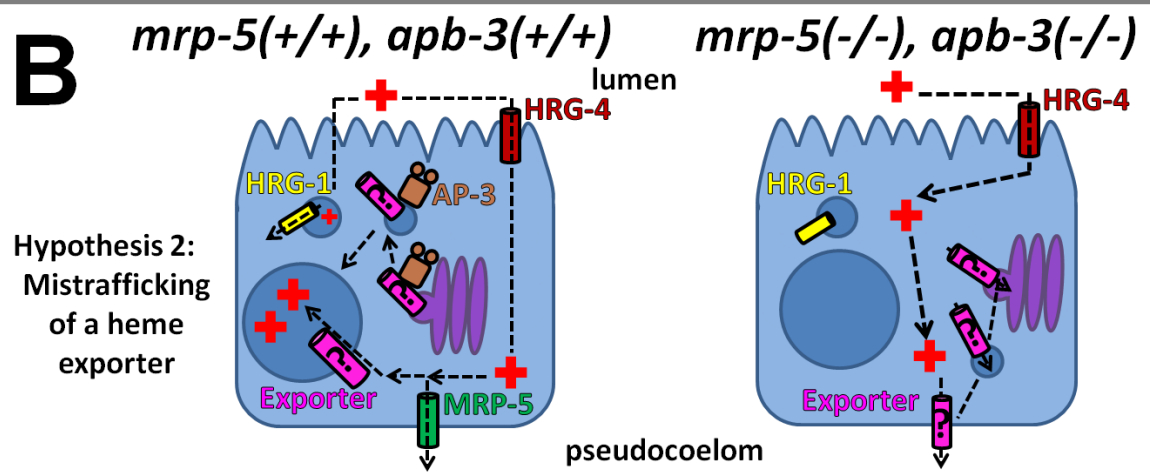 B
mrp-5(+/+), apb-3(+/+)
mrp-5(-/-), apb-3(-/-)
lumen
HRG-4
HRG-4
HRG-1
AP-3
HRG-1
Hypothesis 2:
Mistrafficking
of a heme
exporter
?
?
?
?
?
Exporter
MRP-5
Exporter
?
pseudocoelom